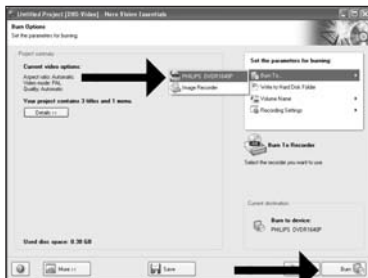 Untitled Project [DVD-Video] - Nero Vision Essentials
Burn Options
Set the parameters for burning.
Project summary
Current video options:
Aspect ratio: Automatic
Video mode: PAL
Quality: Automatic
Your project contains 3 titles and 1 menu.
Details >>
Used disc space: 0.30 GB
PHILIPS DVDR1640P
Image Recorder
Set the parameters for burning:
Burn To...
Write to Hard Disk Folder
Volume Name
Recording Settings
Burn To Recorder
Select the recorder you want to use
Current destination:
Burn to device:
PHILIPS DVDR1640P
More >>
Save
Burn